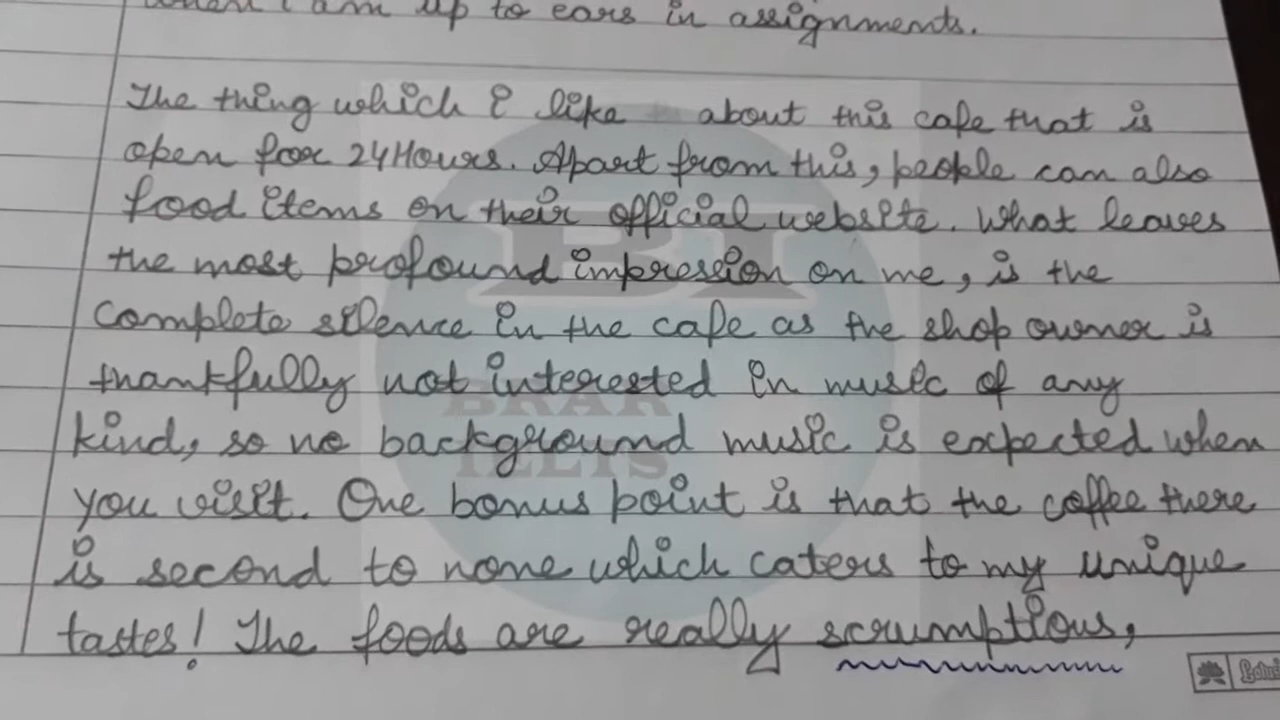 when i am up to ears in assignments.
The thing which i like about this cafe that is
open for 24Hours. Apart from this, people can also
food items on their official website. What leaves
the most profound impression on me, is the
complete silence in the cafe as the shop owner is
thankfully not interested in music of any
kind, so no background music is expected when
you visit. One bonus point is that the coffee there
is second to none which caters to my unique
tastes! The foods are really scrumptious,
BI
BRAR
IELTS
Lotus